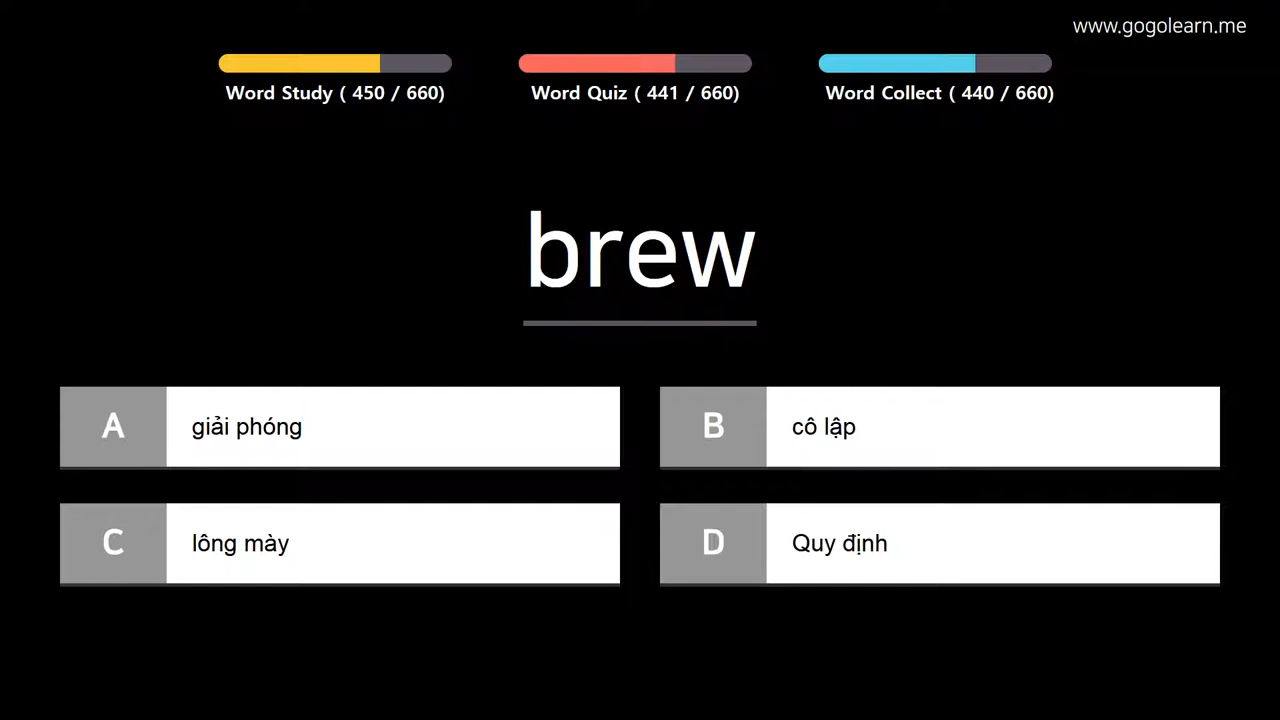 www.gogolearn.me
Word Study ( 450 / 660)
Word Quiz ( 441 / 660)
Word Collect ( 440 / 660)
brew
A giải phóng
B cô lập
C lông mày
D Quy định